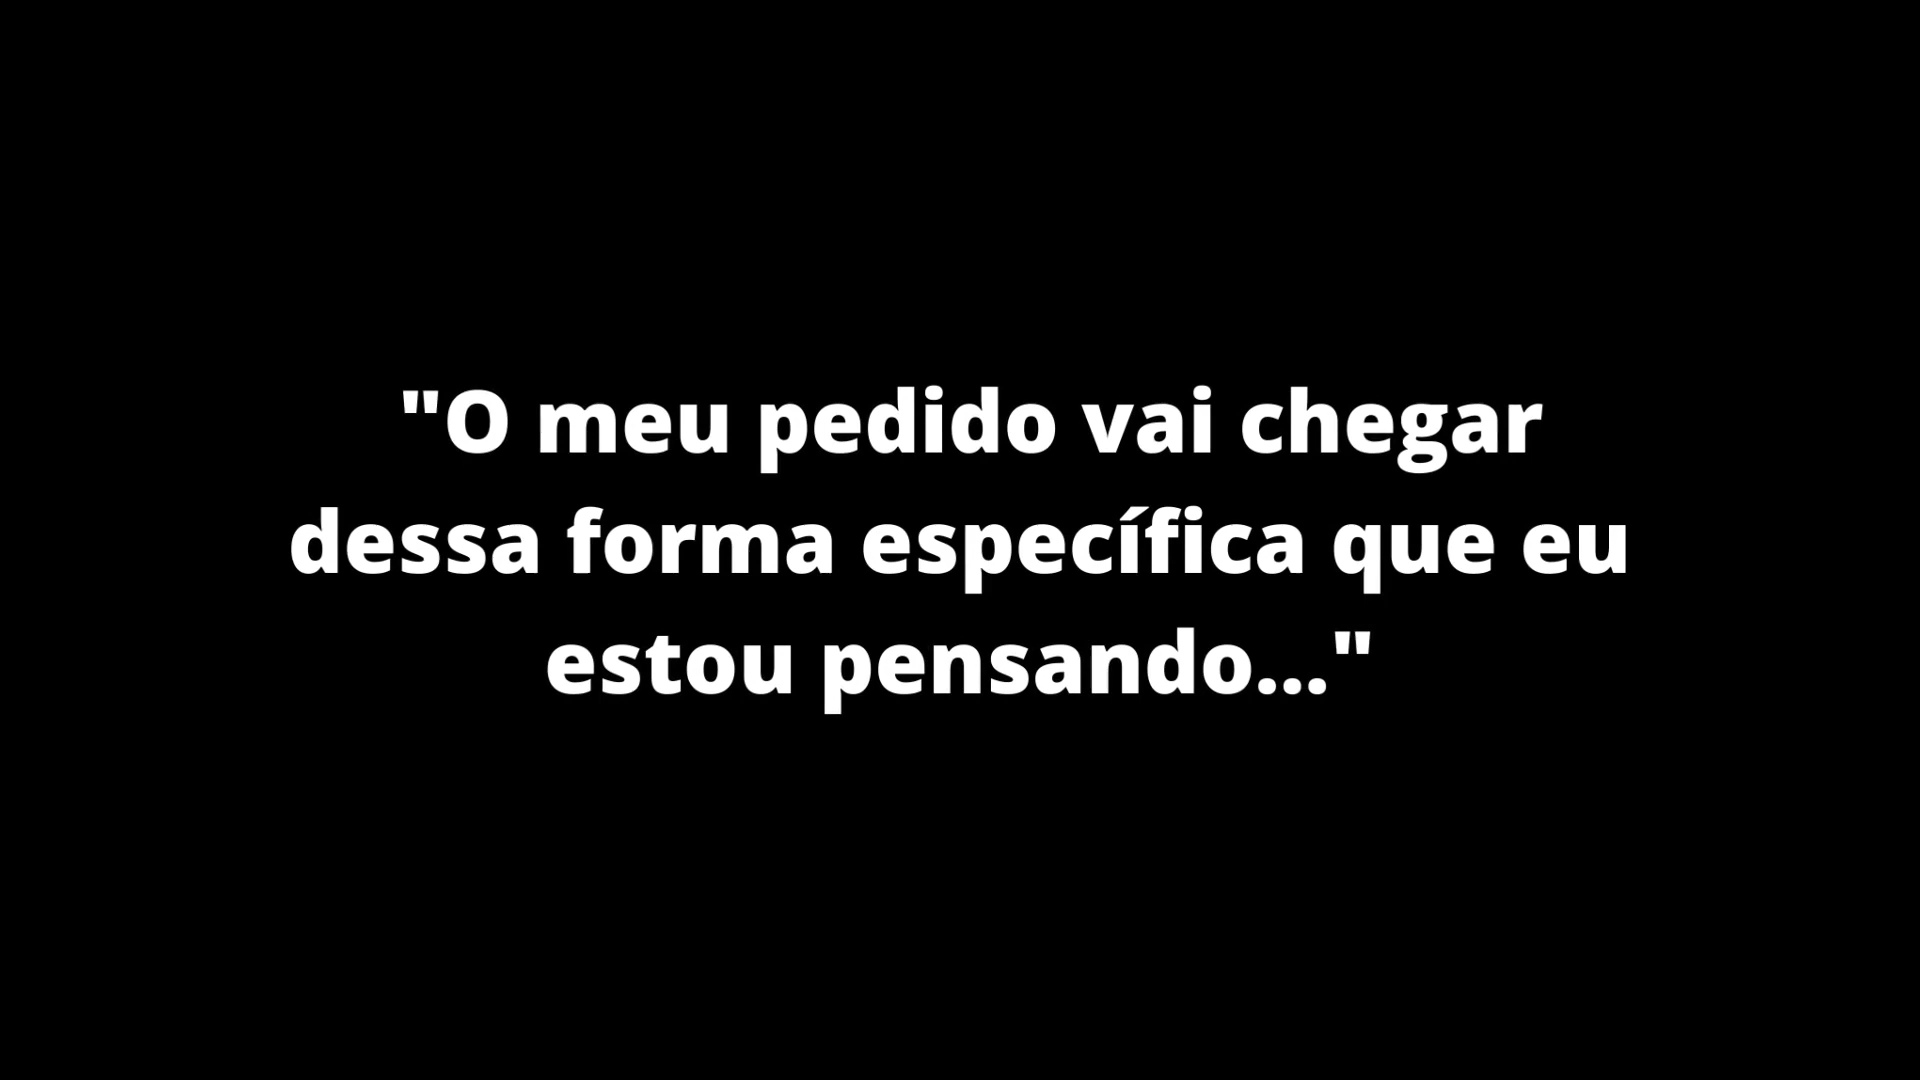 "O meu pedido vai chegar
dessa forma específica que eu
estou pensando..."